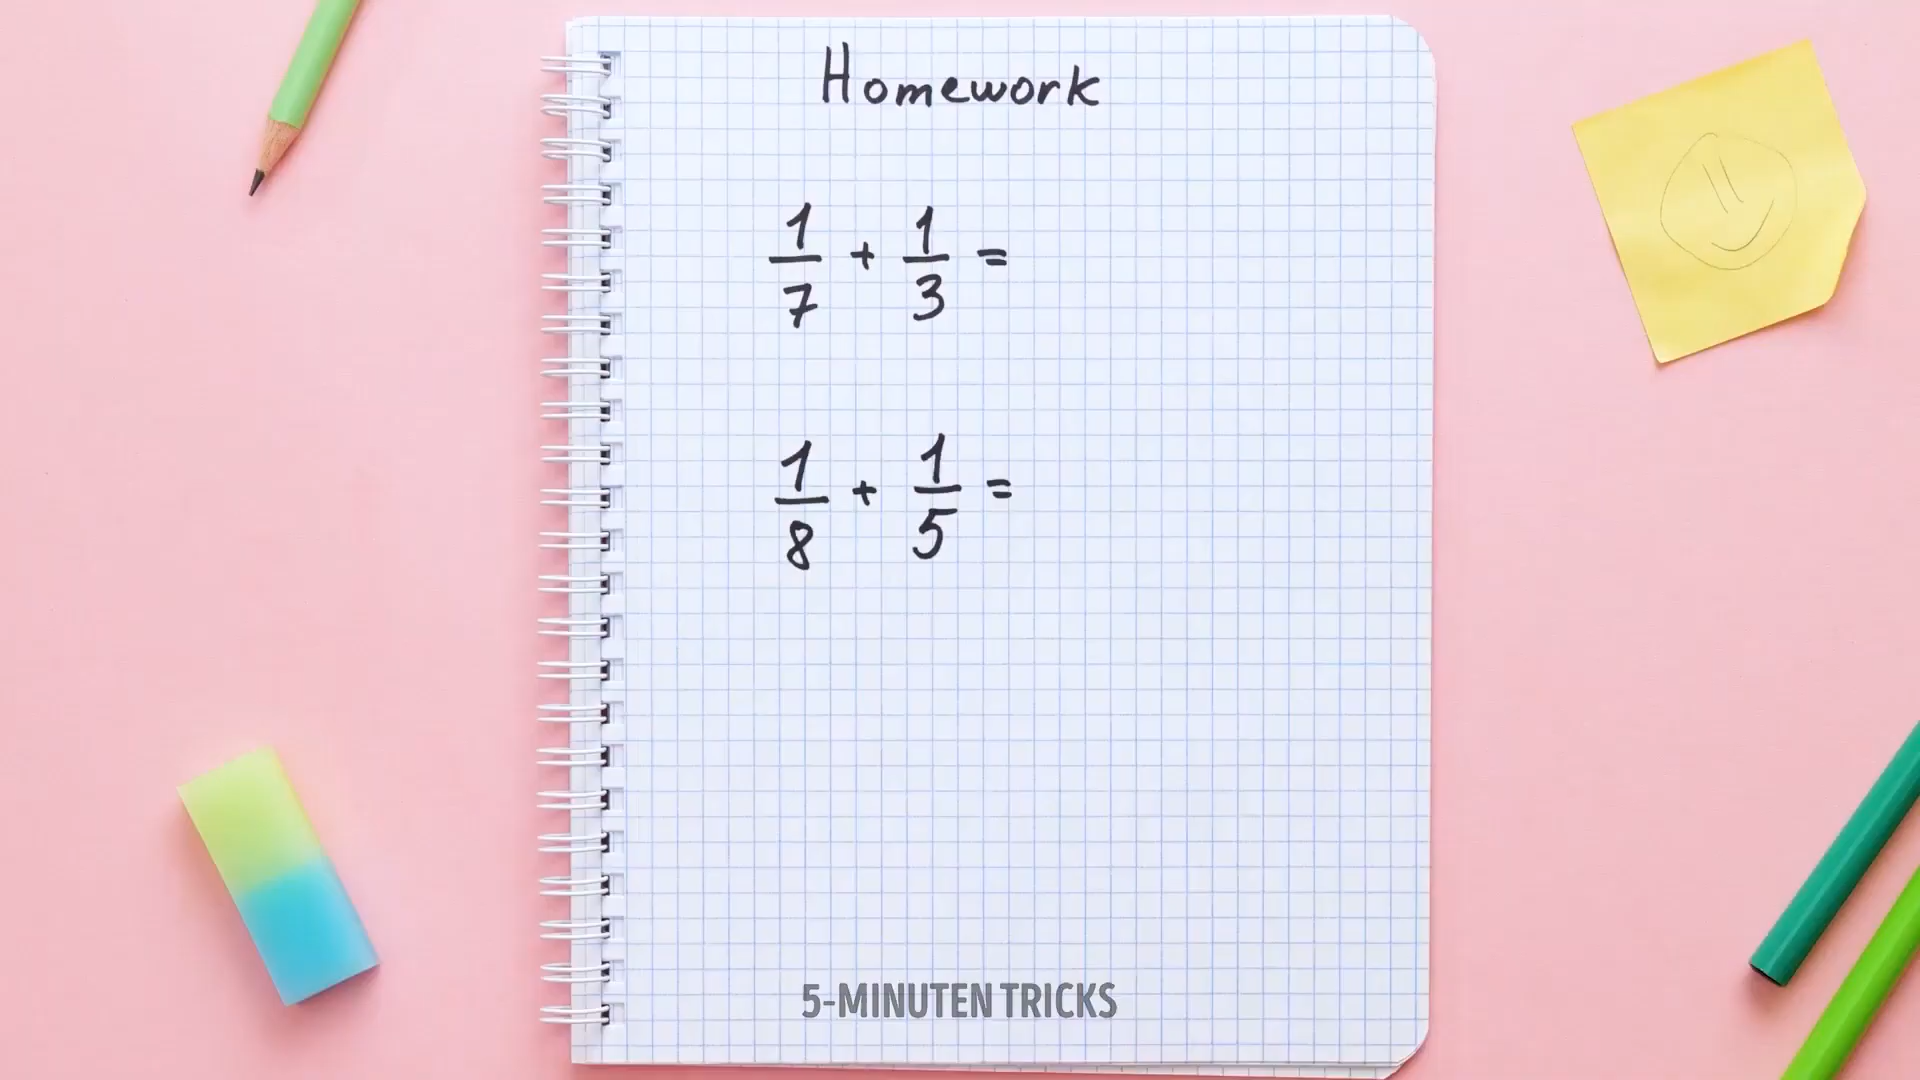 Homework
1/7 + 1/3 =
1/8 + 1/5 =
5-MINUTEN TRICKS